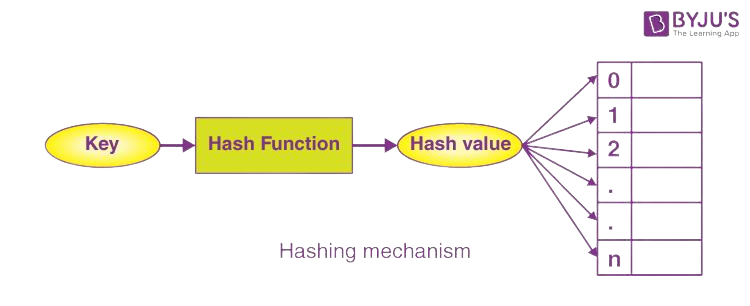 BYJU'S
The Learning App
Key
Hash Function
Hash value
0
1
2
.
.
n
Hashing mechanism